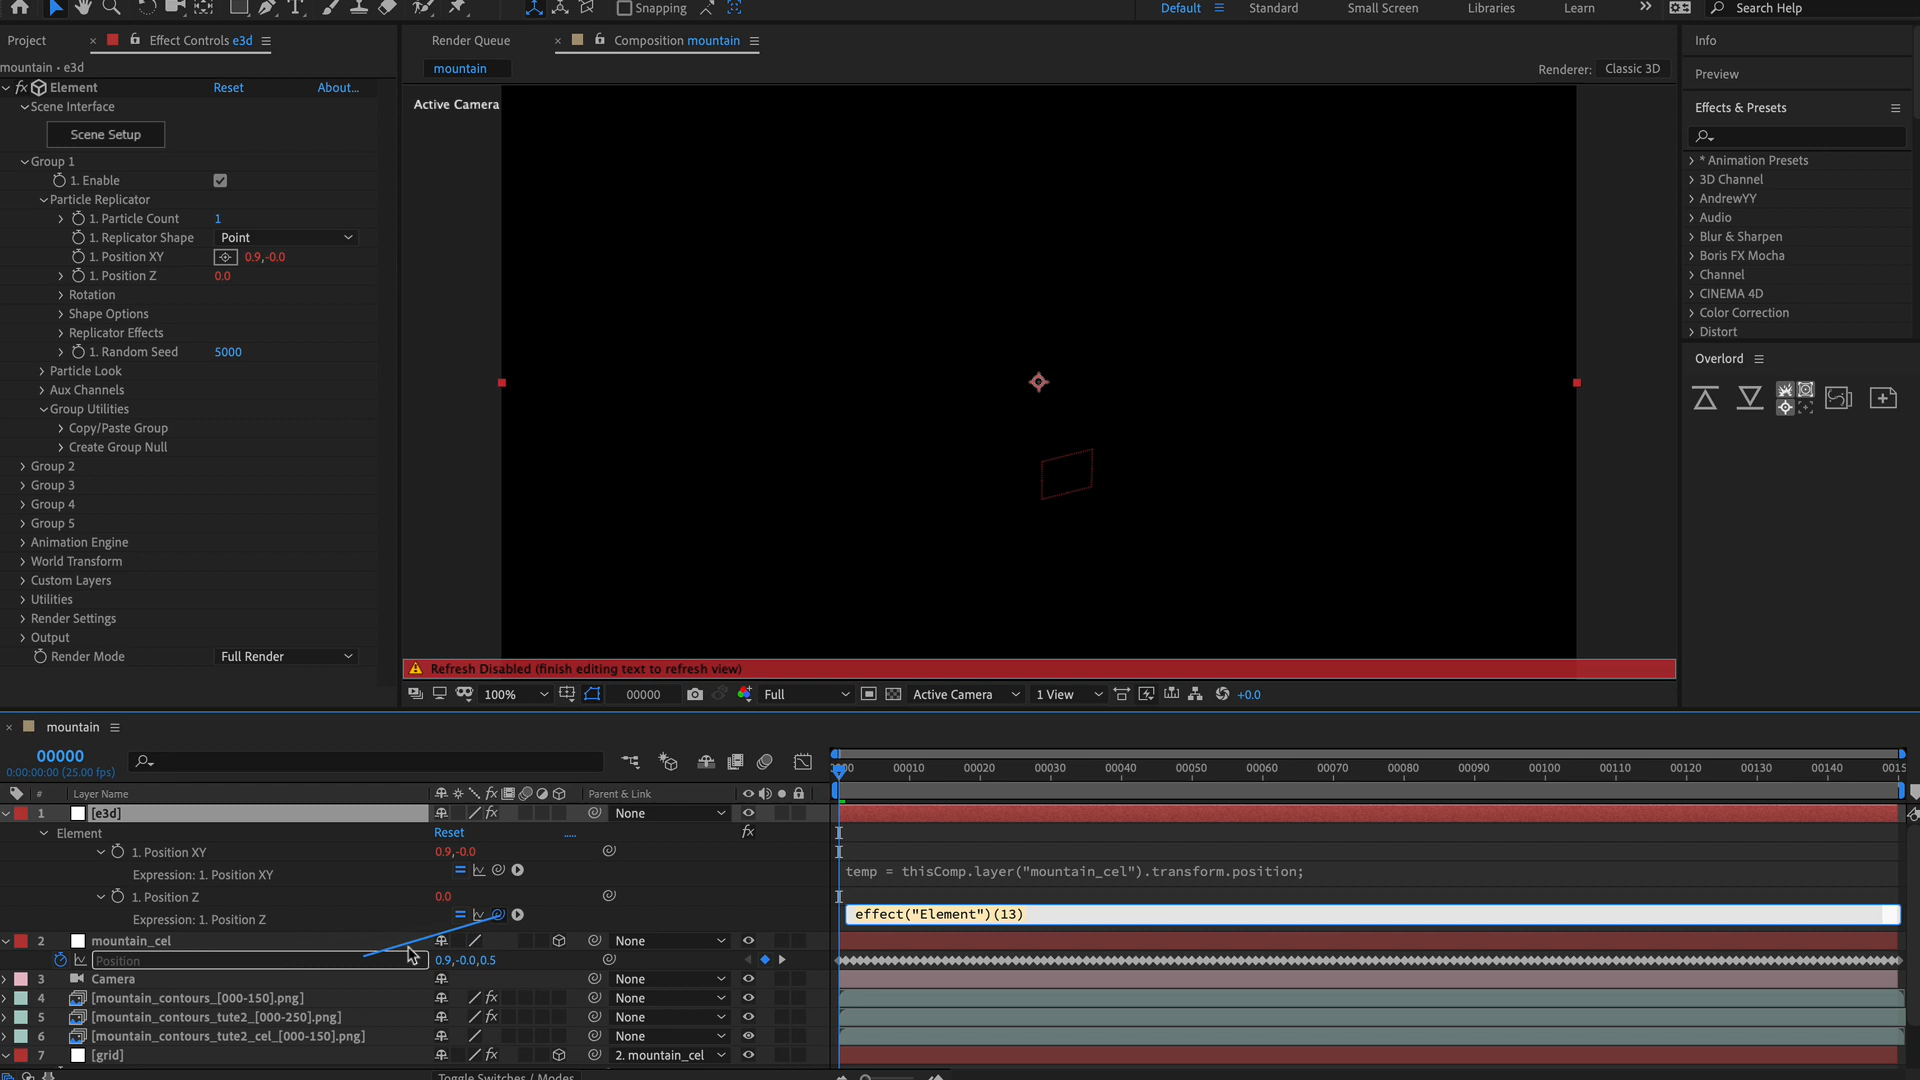 Snapping
Default
Standard
Small Screen
Libraries
Learn
Search Help
Project
Effect Controls e3d
Render Queue
Composition mountain
Info
mountain • e3d
mountain
Renderer: Classic 3D
Preview
fx Element Reset About...
Active Camera
Effects & Presets
Scene Interface
Scene Setup
Group 1
1. Enable
Particle Replicator
1. Particle Count 1
1. Replicator Shape Point
1. Position XY 0.9,-0.0
1. Position Z 0.0
Rotation
Shape Options
Replicator Effects
1. Random Seed 5000
Particle Look
Aux Channels
Group Utilities
Copy/Paste Group
Create Group Null
Group 2
Group 3
Group 4
Group 5
Animation Engine
World Transform
Custom Layers
Utilities
Render Settings
Output
Render Mode Full Render
* Animation Presets
3D Channel
AndrewYY
Audio
Blur & Sharpen
Boris FX Mocha
Channel
CINEMA 4D
Color Correction
Distort
Overlord
Refresh Disabled (finish editing text to refresh view)
100% 00000 Full Active Camera 1 View +0.0
mountain
00000
0:00:00:00 (25.00 fps)
00010 00020 00030 00040 00050 00060 00070 00080 00090 00100 00110 00120 00130 00140
# Layer Name fx Parent & Link
1 [e3d] fx None
Element Reset ..... fx
1. Position XY 0.9,-0.0
Expression: 1. Position XY
temp = thisComp.layer("mountain_cel").transform.position;
1. Position Z 0.0
Expression: 1. Position Z
effect("Element")(13)
2 mountain_cel None
Position 0.9,-0.0,0.5
3 Camera None
4 [mountain_contours_[000-150].png] fx None
5 [mountain_contours_tute2_[000-250].png] fx None
6 [mountain_contours_tute2_cel_[000-150].png] None
7 [grid] fx 2. mountain_cel
Toggle Switches / Modes